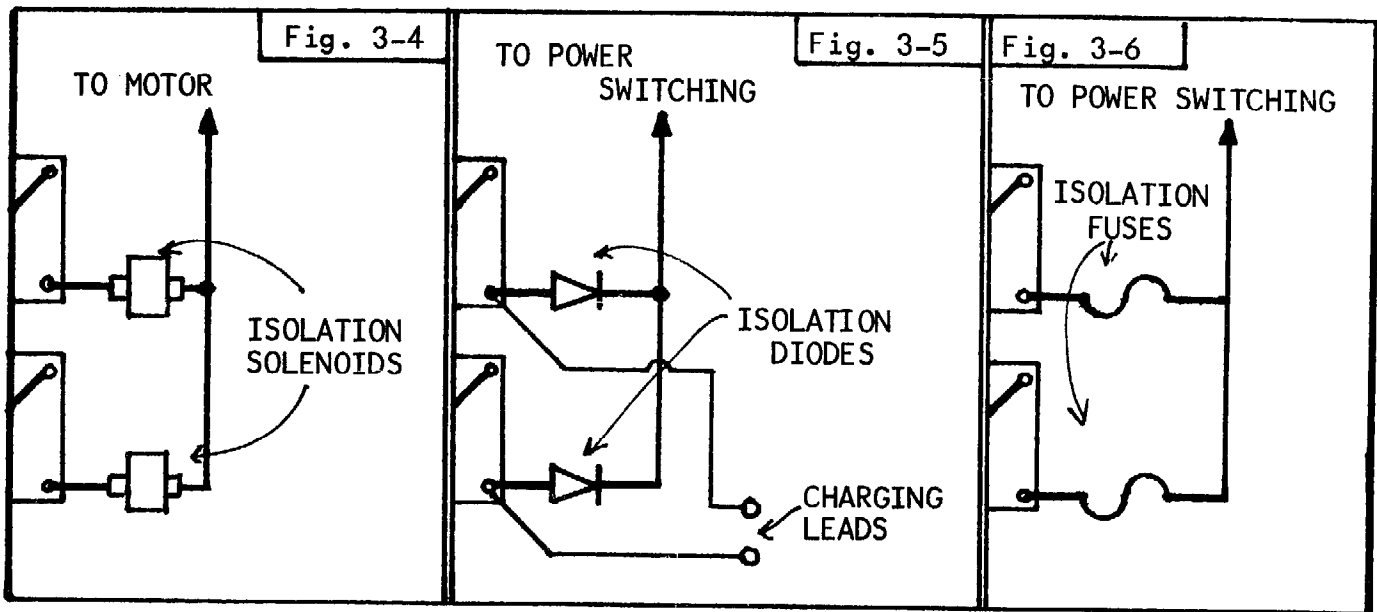 Fig. 3-4
TO MOTOR
ISOLATION
SOLENOIDS
Fig. 3-5
TO POWER
SWITCHING
ISOLATION
DIODES
CHARGING
LEADS
Fig. 3-6
TO POWER SWITCHING
ISOLATION
FUSES